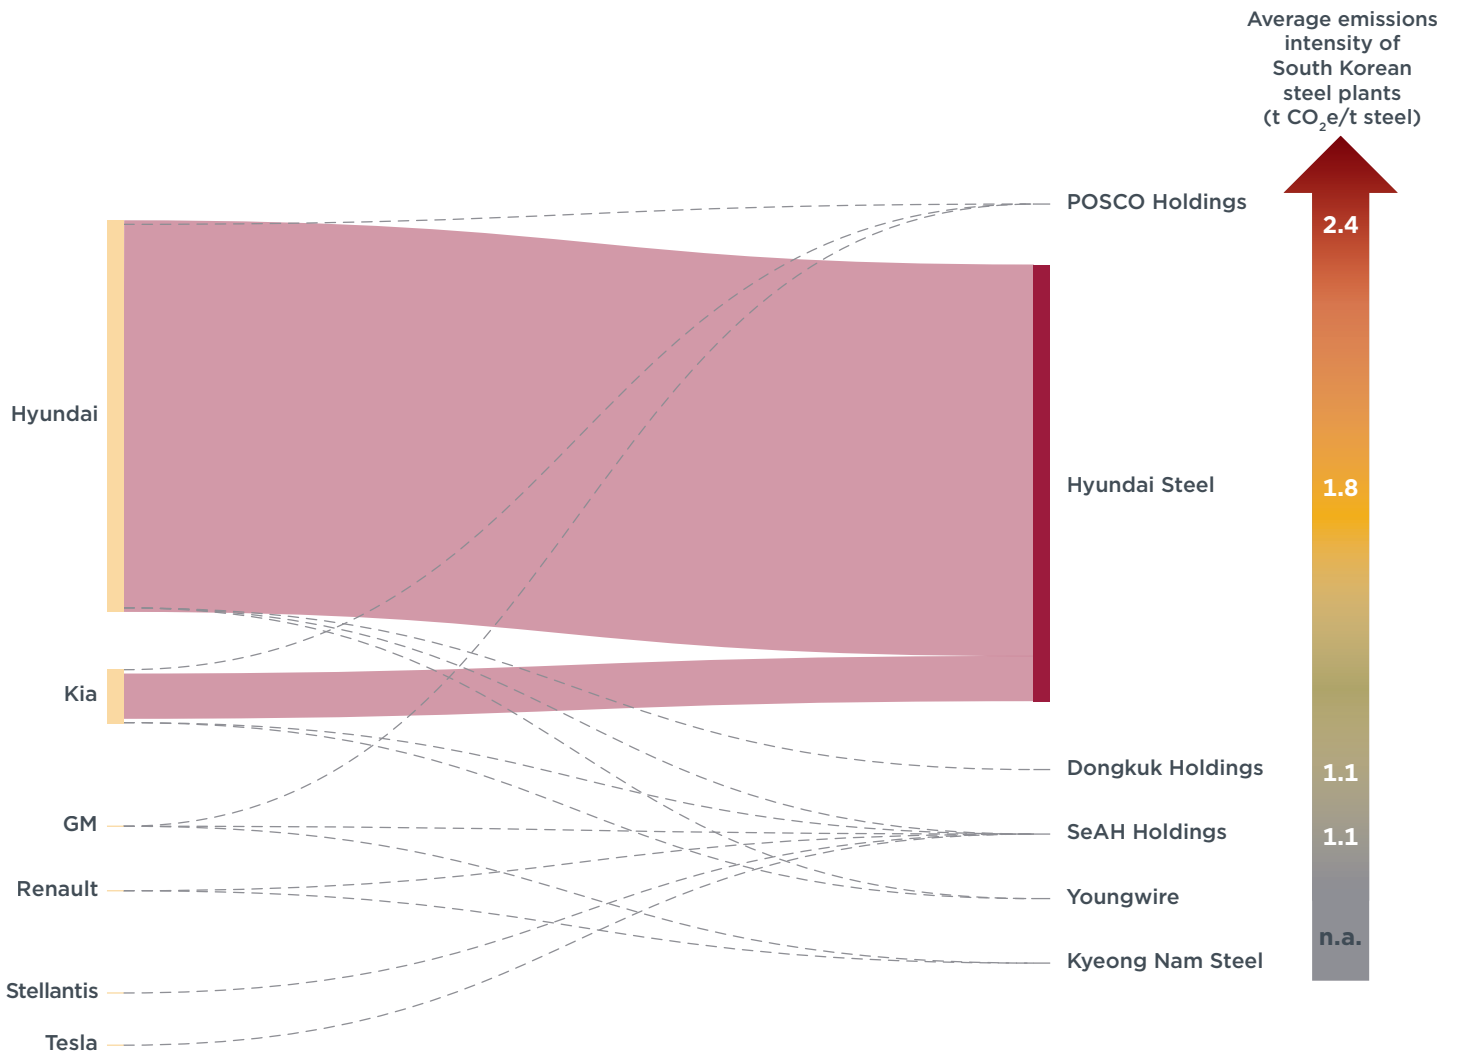 Average emissions
intensity of
South Korean
steel plants
(t CO₂e/t steel)
POSCO Holdings
2.4
Hyundai
Hyundai Steel
1.8
Kia
Dongkuk Holdings
1.1
GM
SeAH Holdings
1.1
Renault
Youngwire
n.a.
Kyeong Nam Steel
Stellantis
Tesla